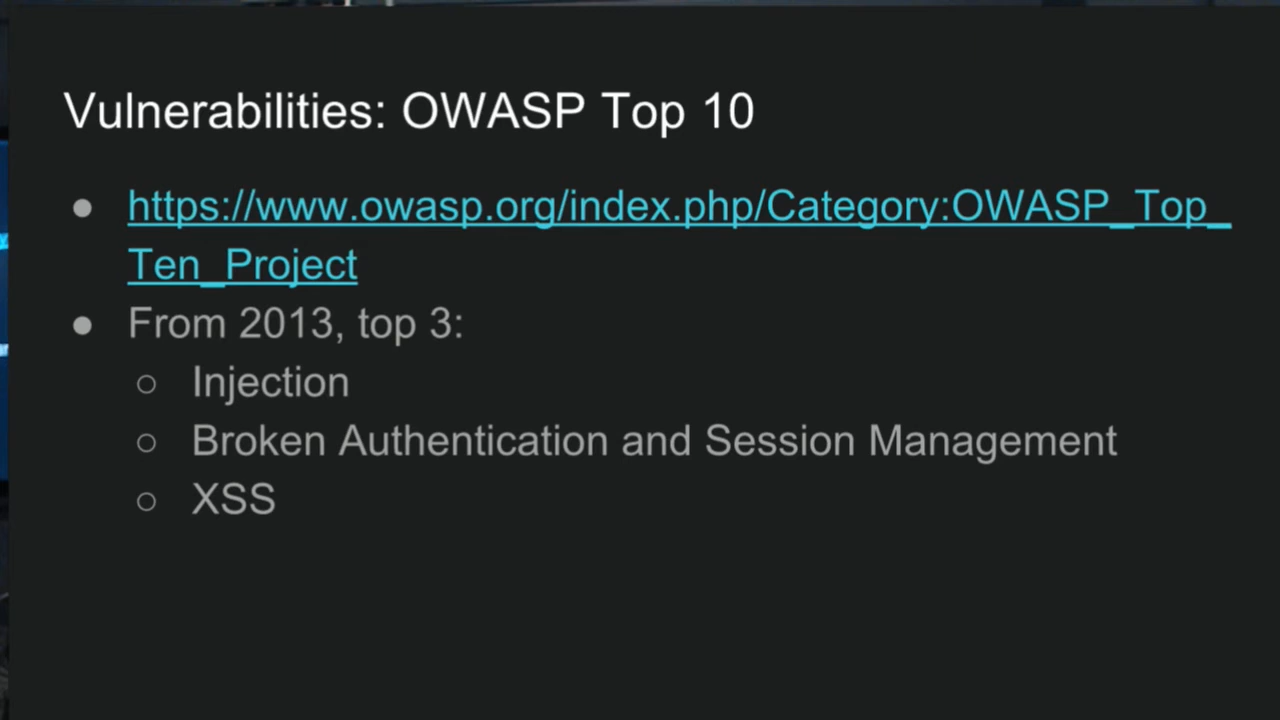 Vulnerabilities: OWASP Top 10
● https://www.owasp.org/index.php/Category:OWASP_Top_
Ten_Project
● From 2013, top 3:
○ Injection
○ Broken Authentication and Session Management
○ XSS